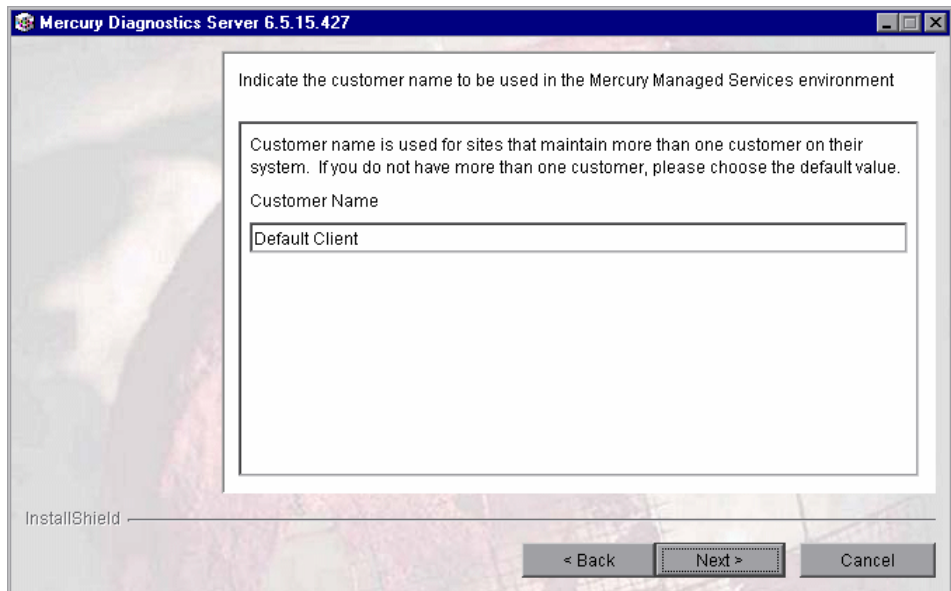 Mercury Diagnostics Server 6.5.15.427
Indicate the customer name to be used in the Mercury Managed Services environment
Customer name is used for sites that maintain more than one customer on their
system.  If you do not have more than one customer, please choose the default value.
Customer Name
Default Client
InstallShield
< Back
Next >
Cancel